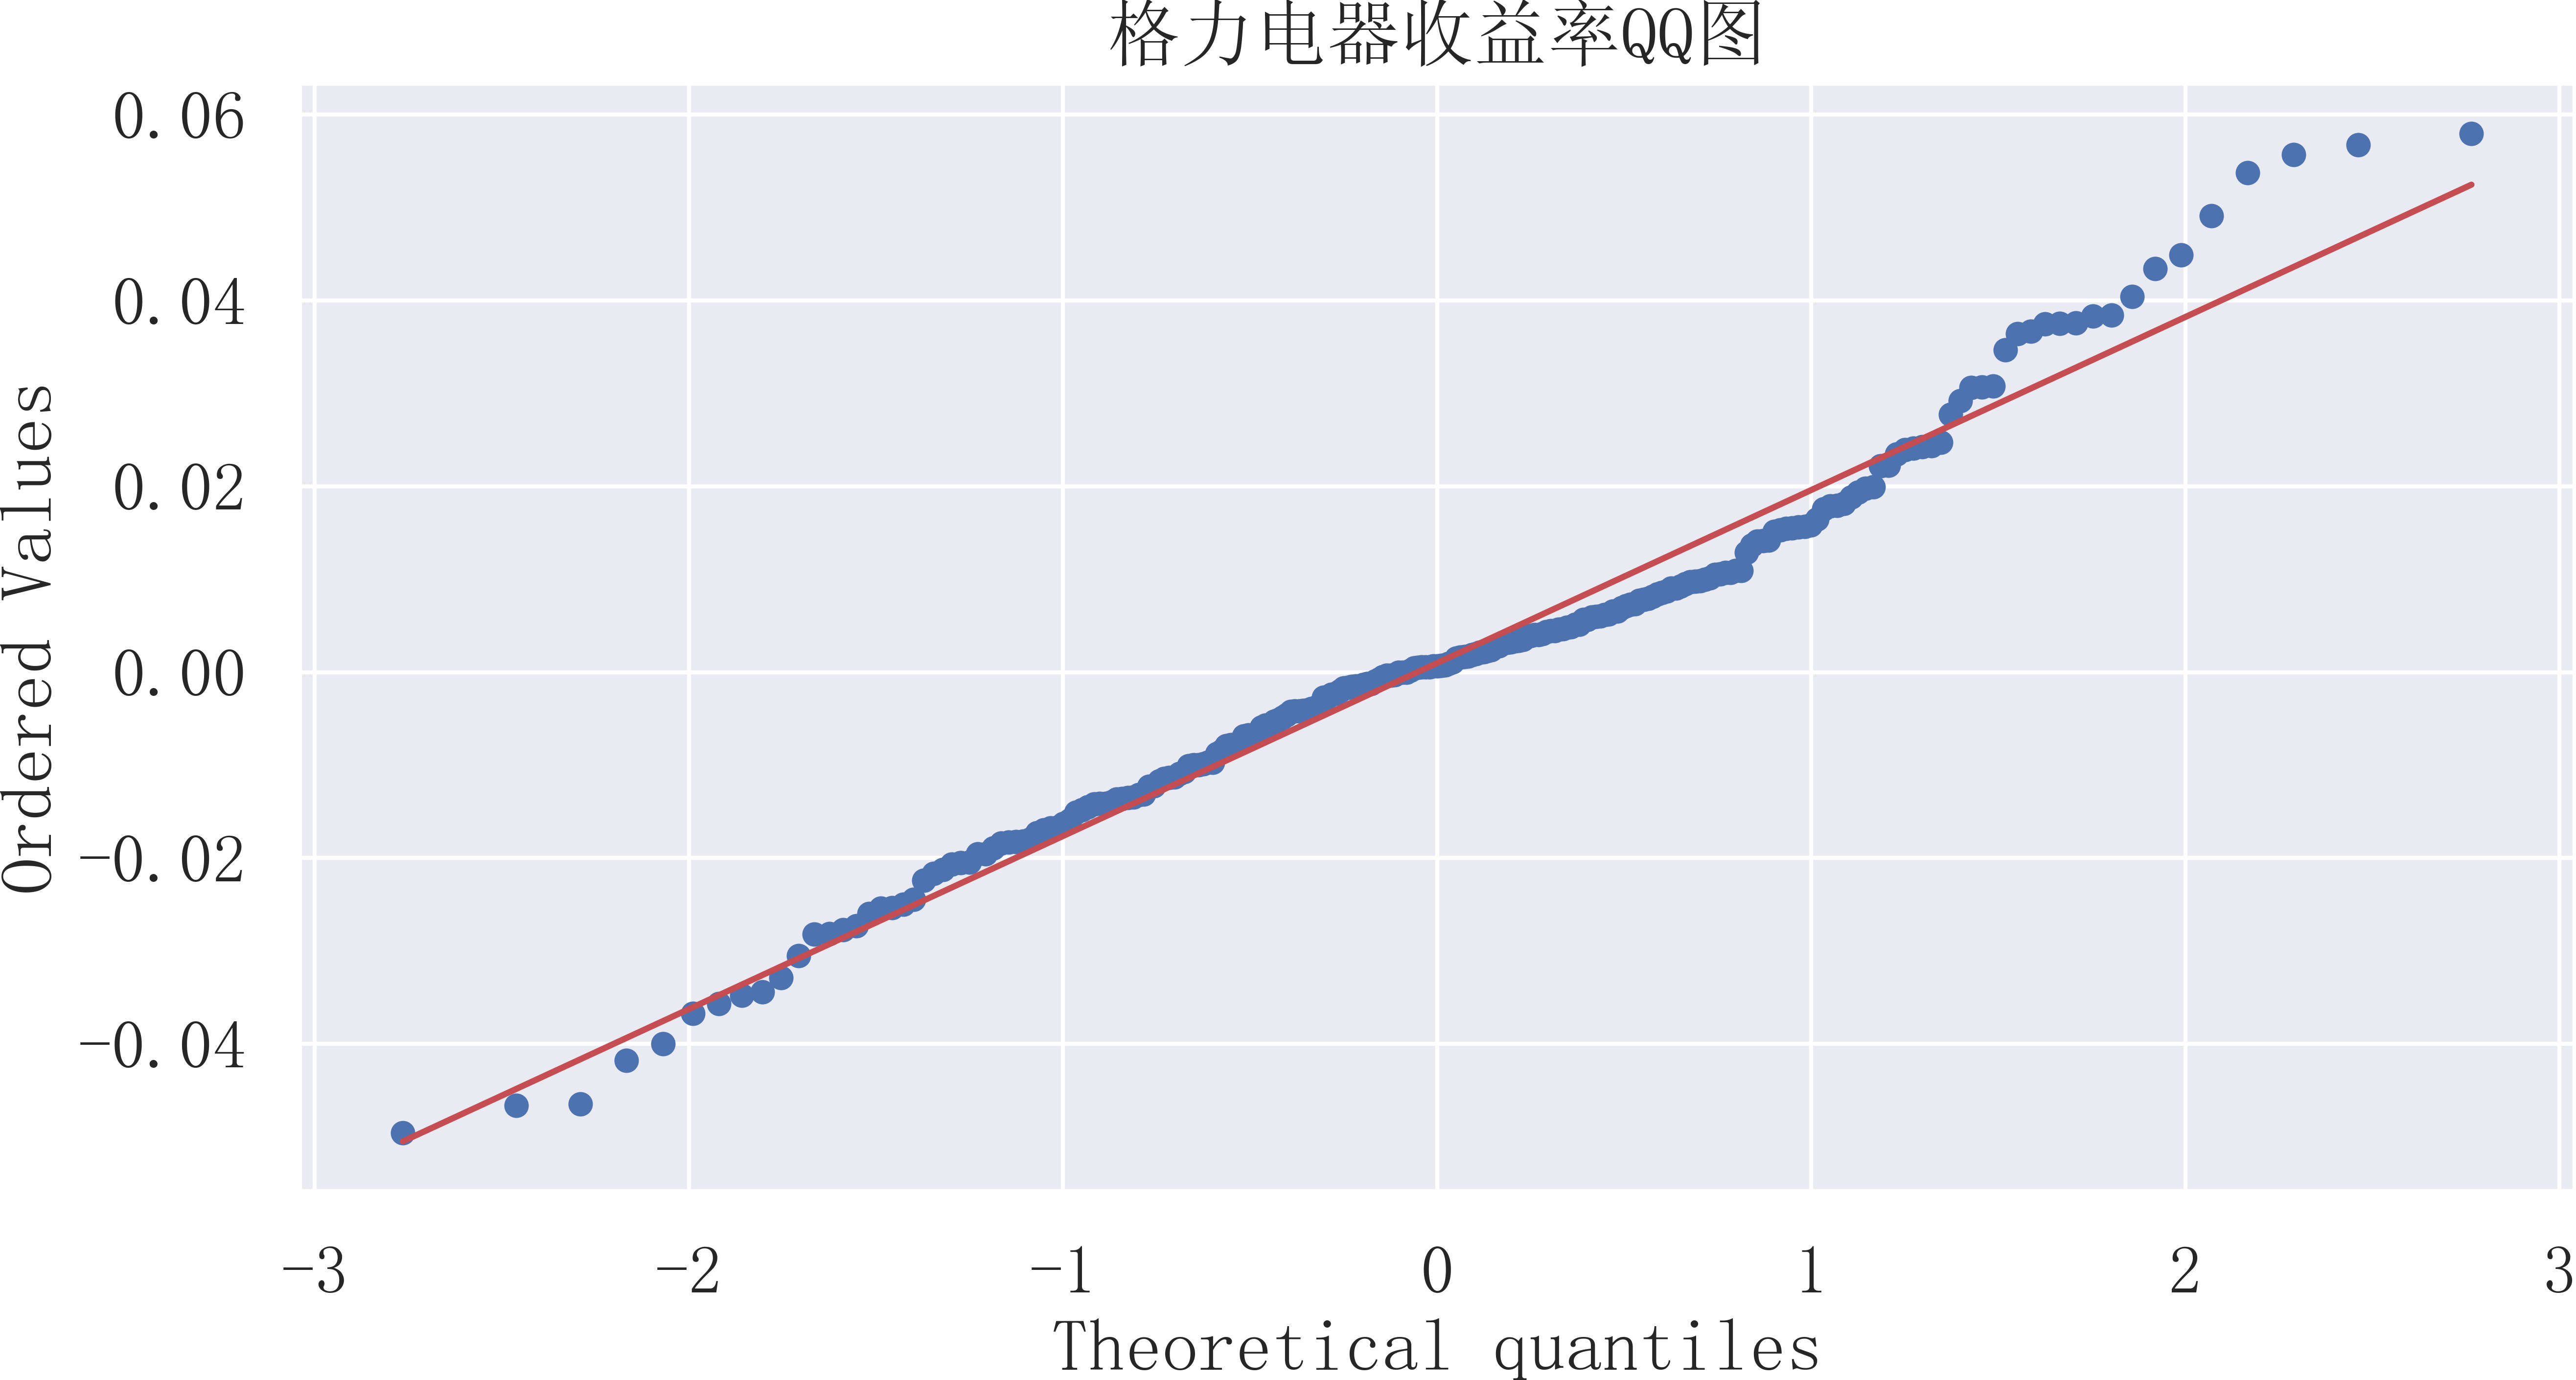 格力电器收益率QQ图
0.06
0.04
0.02
0.00
−0.02
−0.04
Ordered Values
−3 −2 −1 0 1 2 3
Theoretical quantiles